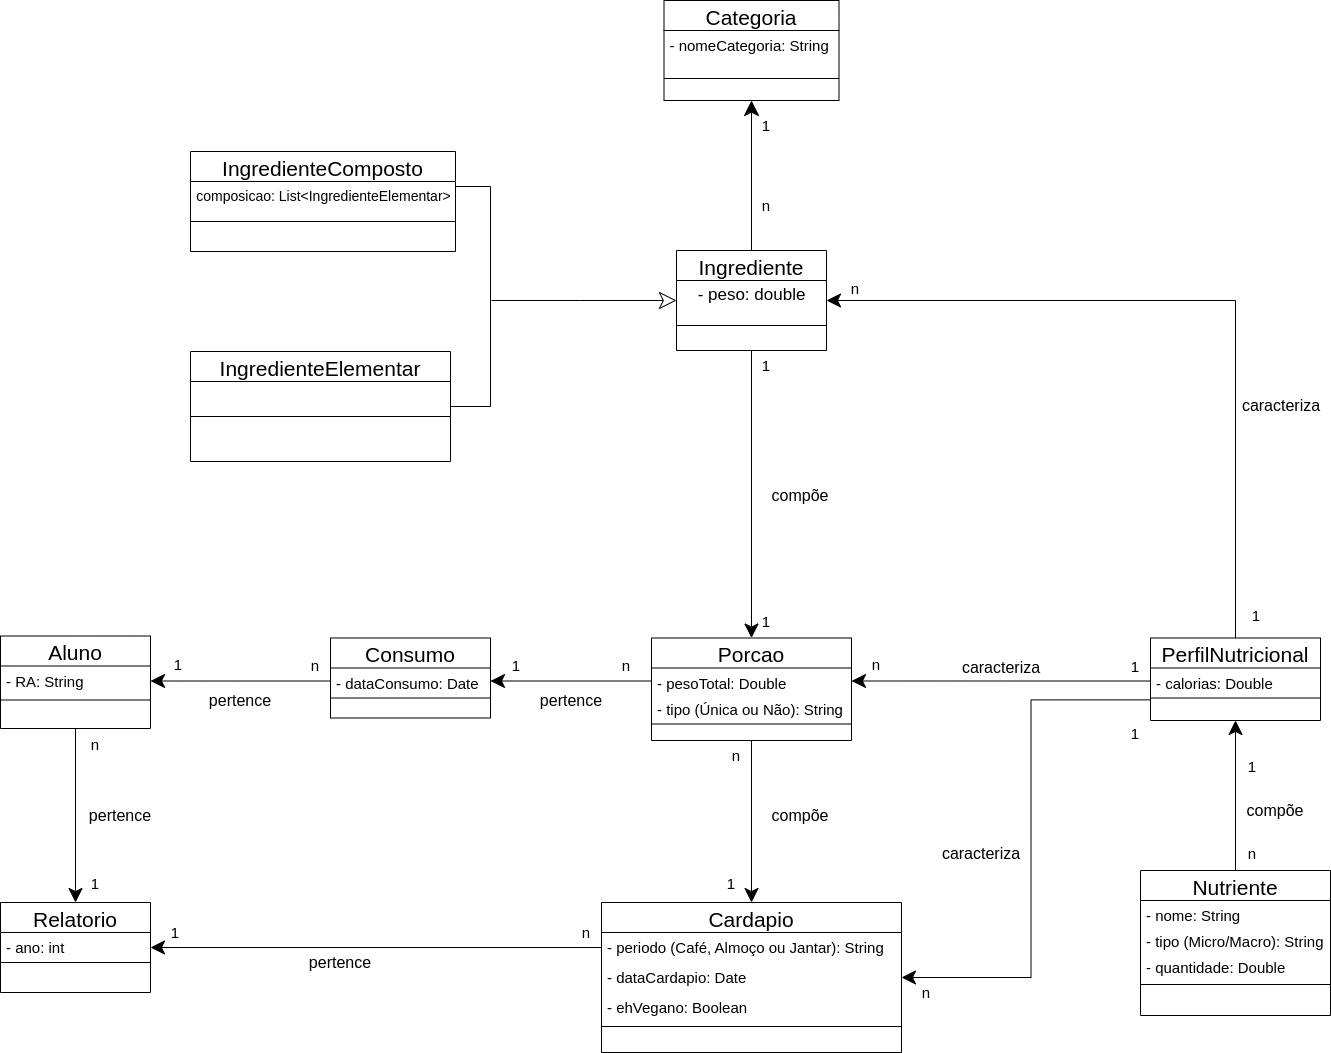 Categoria
- nomeCategoria: String
1
n
IngredienteComposto
composicao: List<IngredienteElementar>
Ingrediente
- peso: double
n
1
IngredienteElementar
caracteriza
compõe
1
1
Aluno
- RA: String
1
n
pertence
Consumo
- dataConsumo: Date
1
n
pertence
Porcao
- pesoTotal: Double
- tipo (Única ou Não): String
n
caracteriza
1
PerfilNutricional
- calorias: Double
1
n
pertence
1
n
compõe
1
caracteriza
1
compõe
n
Relatorio
- ano: int
1
n
pertence
Cardapio
- periodo (Café, Almoço ou Jantar): String
- dataCardapio: Date
- ehVegano: Boolean
n
Nutriente
- nome: String
- tipo (Micro/Macro): String
- quantidade: Double